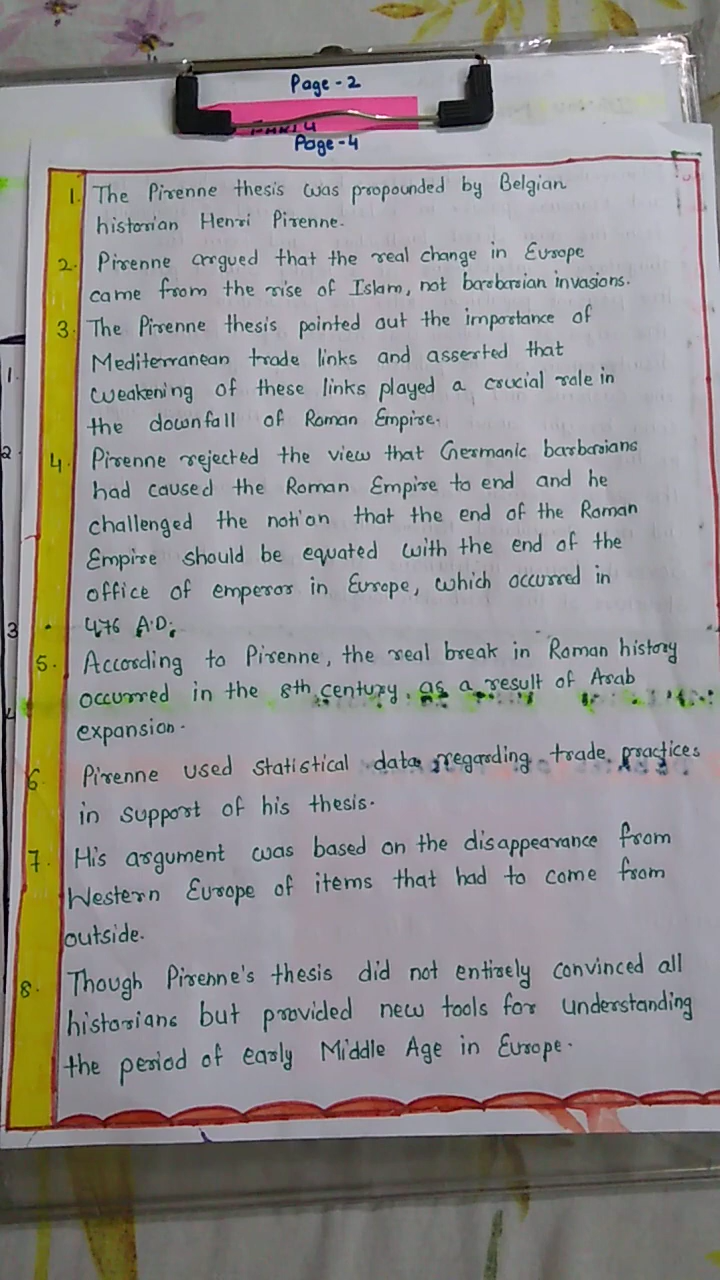 Page-2
Page-4
1. The Pirenne thesis was propounded by Belgian
historian Henri Pirenne.
2. Pirenne argued that the real change in Europe
came from the rise of Islam, not barbarian invasions.
3. The Pirenne thesis pointed out the importance of
Mediterranean trade links and asserted that
weakening of these links played a crucial role in
the downfall of Roman Empire.
4. Pirenne rejected the view that Germanic barbarians
had caused the Roman Empire to end and he
challenged the notion that the end of the Roman
Empire should be equated with the end of the
office of emperor in Europe, which occurred in
476 A.D.
5. According to Pirenne, the real break in Roman history
occurred in the 8th century as a result of Arab
expansion.
6 Pirenne used statistical data regarding trade practices
in support of his thesis.
7. His argument was based on the disappearance from
Western Europe of items that had to come from
outside.
8. Though Pirenne's thesis did not entirely convinced all
historians but provided new tools for understanding
the period of early Middle Age in Europe.
1.
2.
3